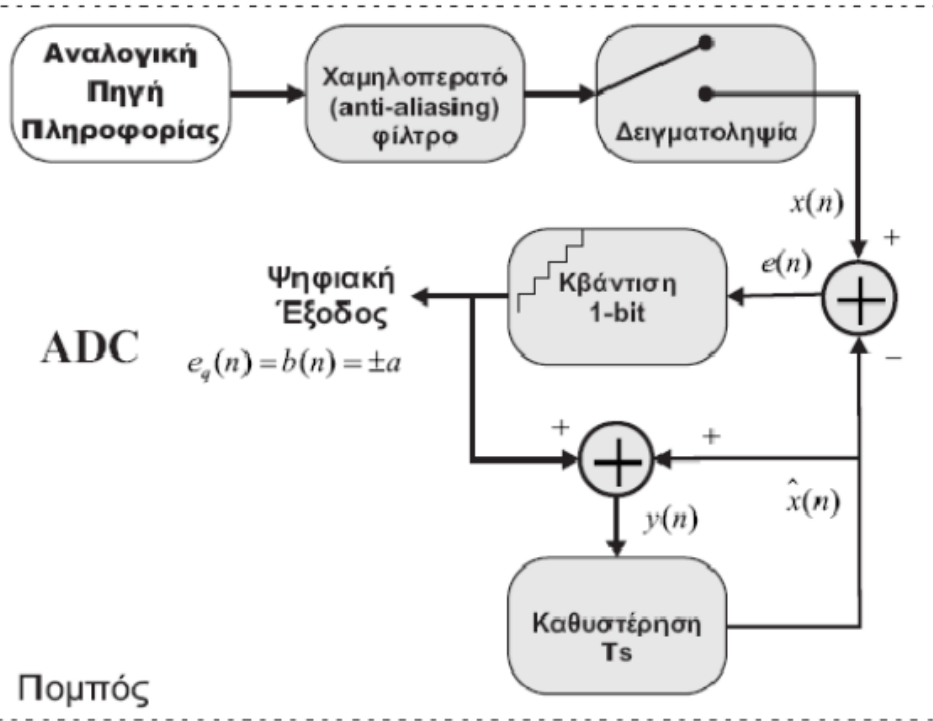 Αναλογική
Πηγή
Πληροφορίας
Χαμηλοπερατό
(anti-aliasing)
φίλτρο
Δειγματοληψία
x(n)
+
e(n)
Κβάντιση
1-bit
Ψηφιακή
Έξοδος
ADC
e_q(n) = b(n) = ±a
−
+
+
x̂(n)
y(n)
Καθυστέρηση
Ts
Πομπός